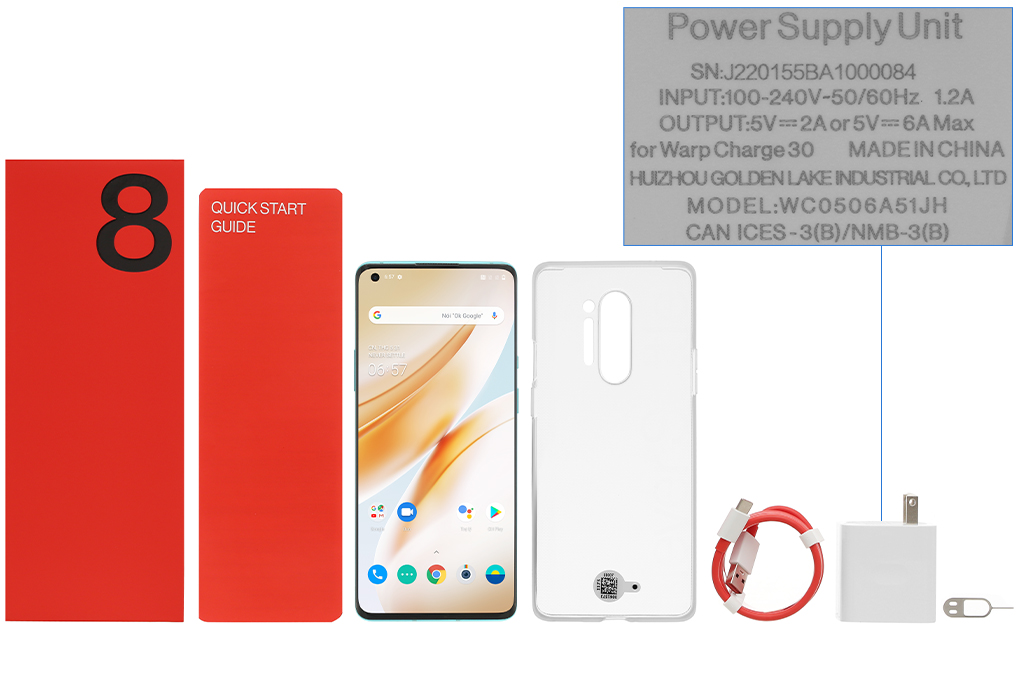 Power Supply Unit
SN:J220155BA1000084
INPUT:100-240V~50/60Hz 1.2A
OUTPUT:5V⎓2A or 5V⎓6A Max
for Warp Charge 30 MADE IN CHINA
HUIZHOU GOLDEN LAKE INDUSTRIAL CO., LTD
MODEL:WC0506A51JH
CAN ICES-3(B)/NMB-3(B)
8
QUICK START
GUIDE
6:57
"Ok Google"
06 57